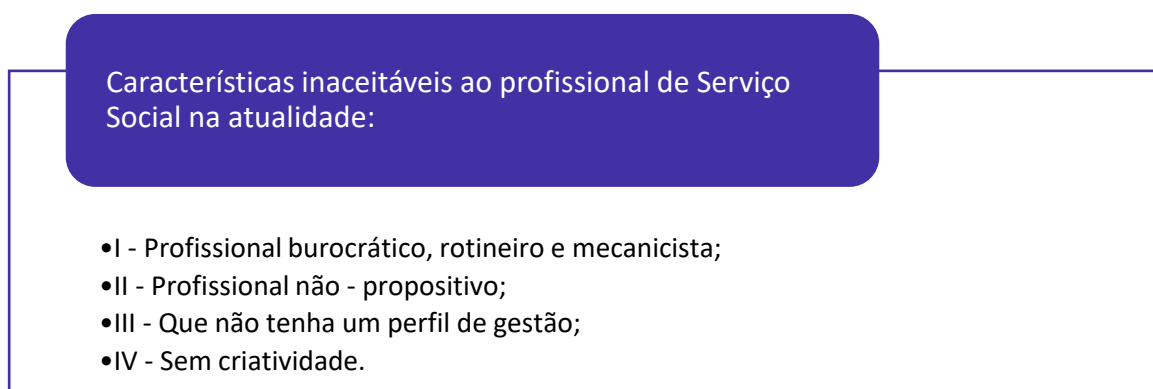 Características inaceitáveis ao profissional de Serviço
Social na atualidade:
•I - Profissional burocrático, rotineiro e mecanicista;
•II - Profissional não - propositivo;
•III - Que não tenha um perfil de gestão;
•IV - Sem criatividade.